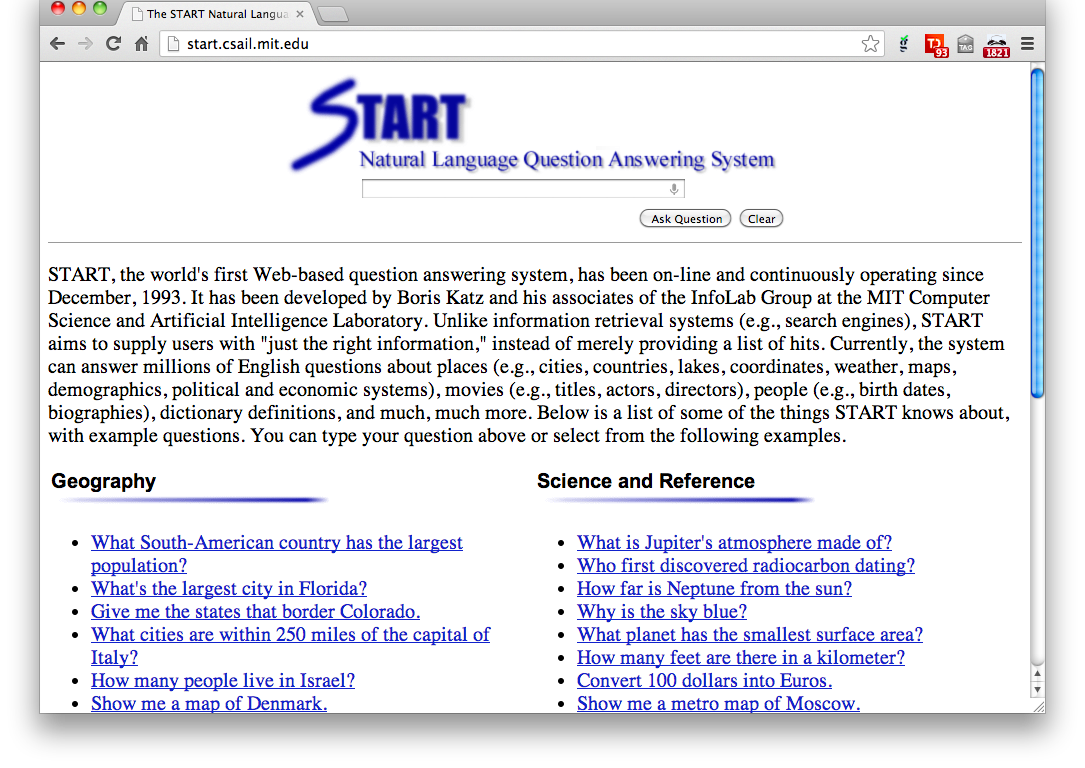 The START Natural Langua
start.csail.mit.edu
93
TAG
1821
START
Natural Language Question Answering System
Ask Question Clear
START, the world's first Web-based question answering system, has been on-line and continuously operating since
December, 1993. It has been developed by Boris Katz and his associates of the InfoLab Group at the MIT Computer
Science and Artificial Intelligence Laboratory. Unlike information retrieval systems (e.g., search engines), START
aims to supply users with "just the right information," instead of merely providing a list of hits. Currently, the system
can answer millions of English questions about places (e.g., cities, countries, lakes, coordinates, weather, maps,
demographics, political and economic systems), movies (e.g., titles, actors, directors), people (e.g., birth dates,
biographies), dictionary definitions, and much, much more. Below is a list of some of the things START knows about,
with example questions. You can type your question above or select from the following examples.
Geography
What South-American country has the largest
population?
What's the largest city in Florida?
Give me the states that border Colorado.
What cities are within 250 miles of the capital of
Italy?
How many people live in Israel?
Show me a map of Denmark.
Science and Reference
What is Jupiter's atmosphere made of?
Who first discovered radiocarbon dating?
How far is Neptune from the sun?
Why is the sky blue?
What planet has the smallest surface area?
How many feet are there in a kilometer?
Convert 100 dollars into Euros.
Show me a metro map of Moscow.